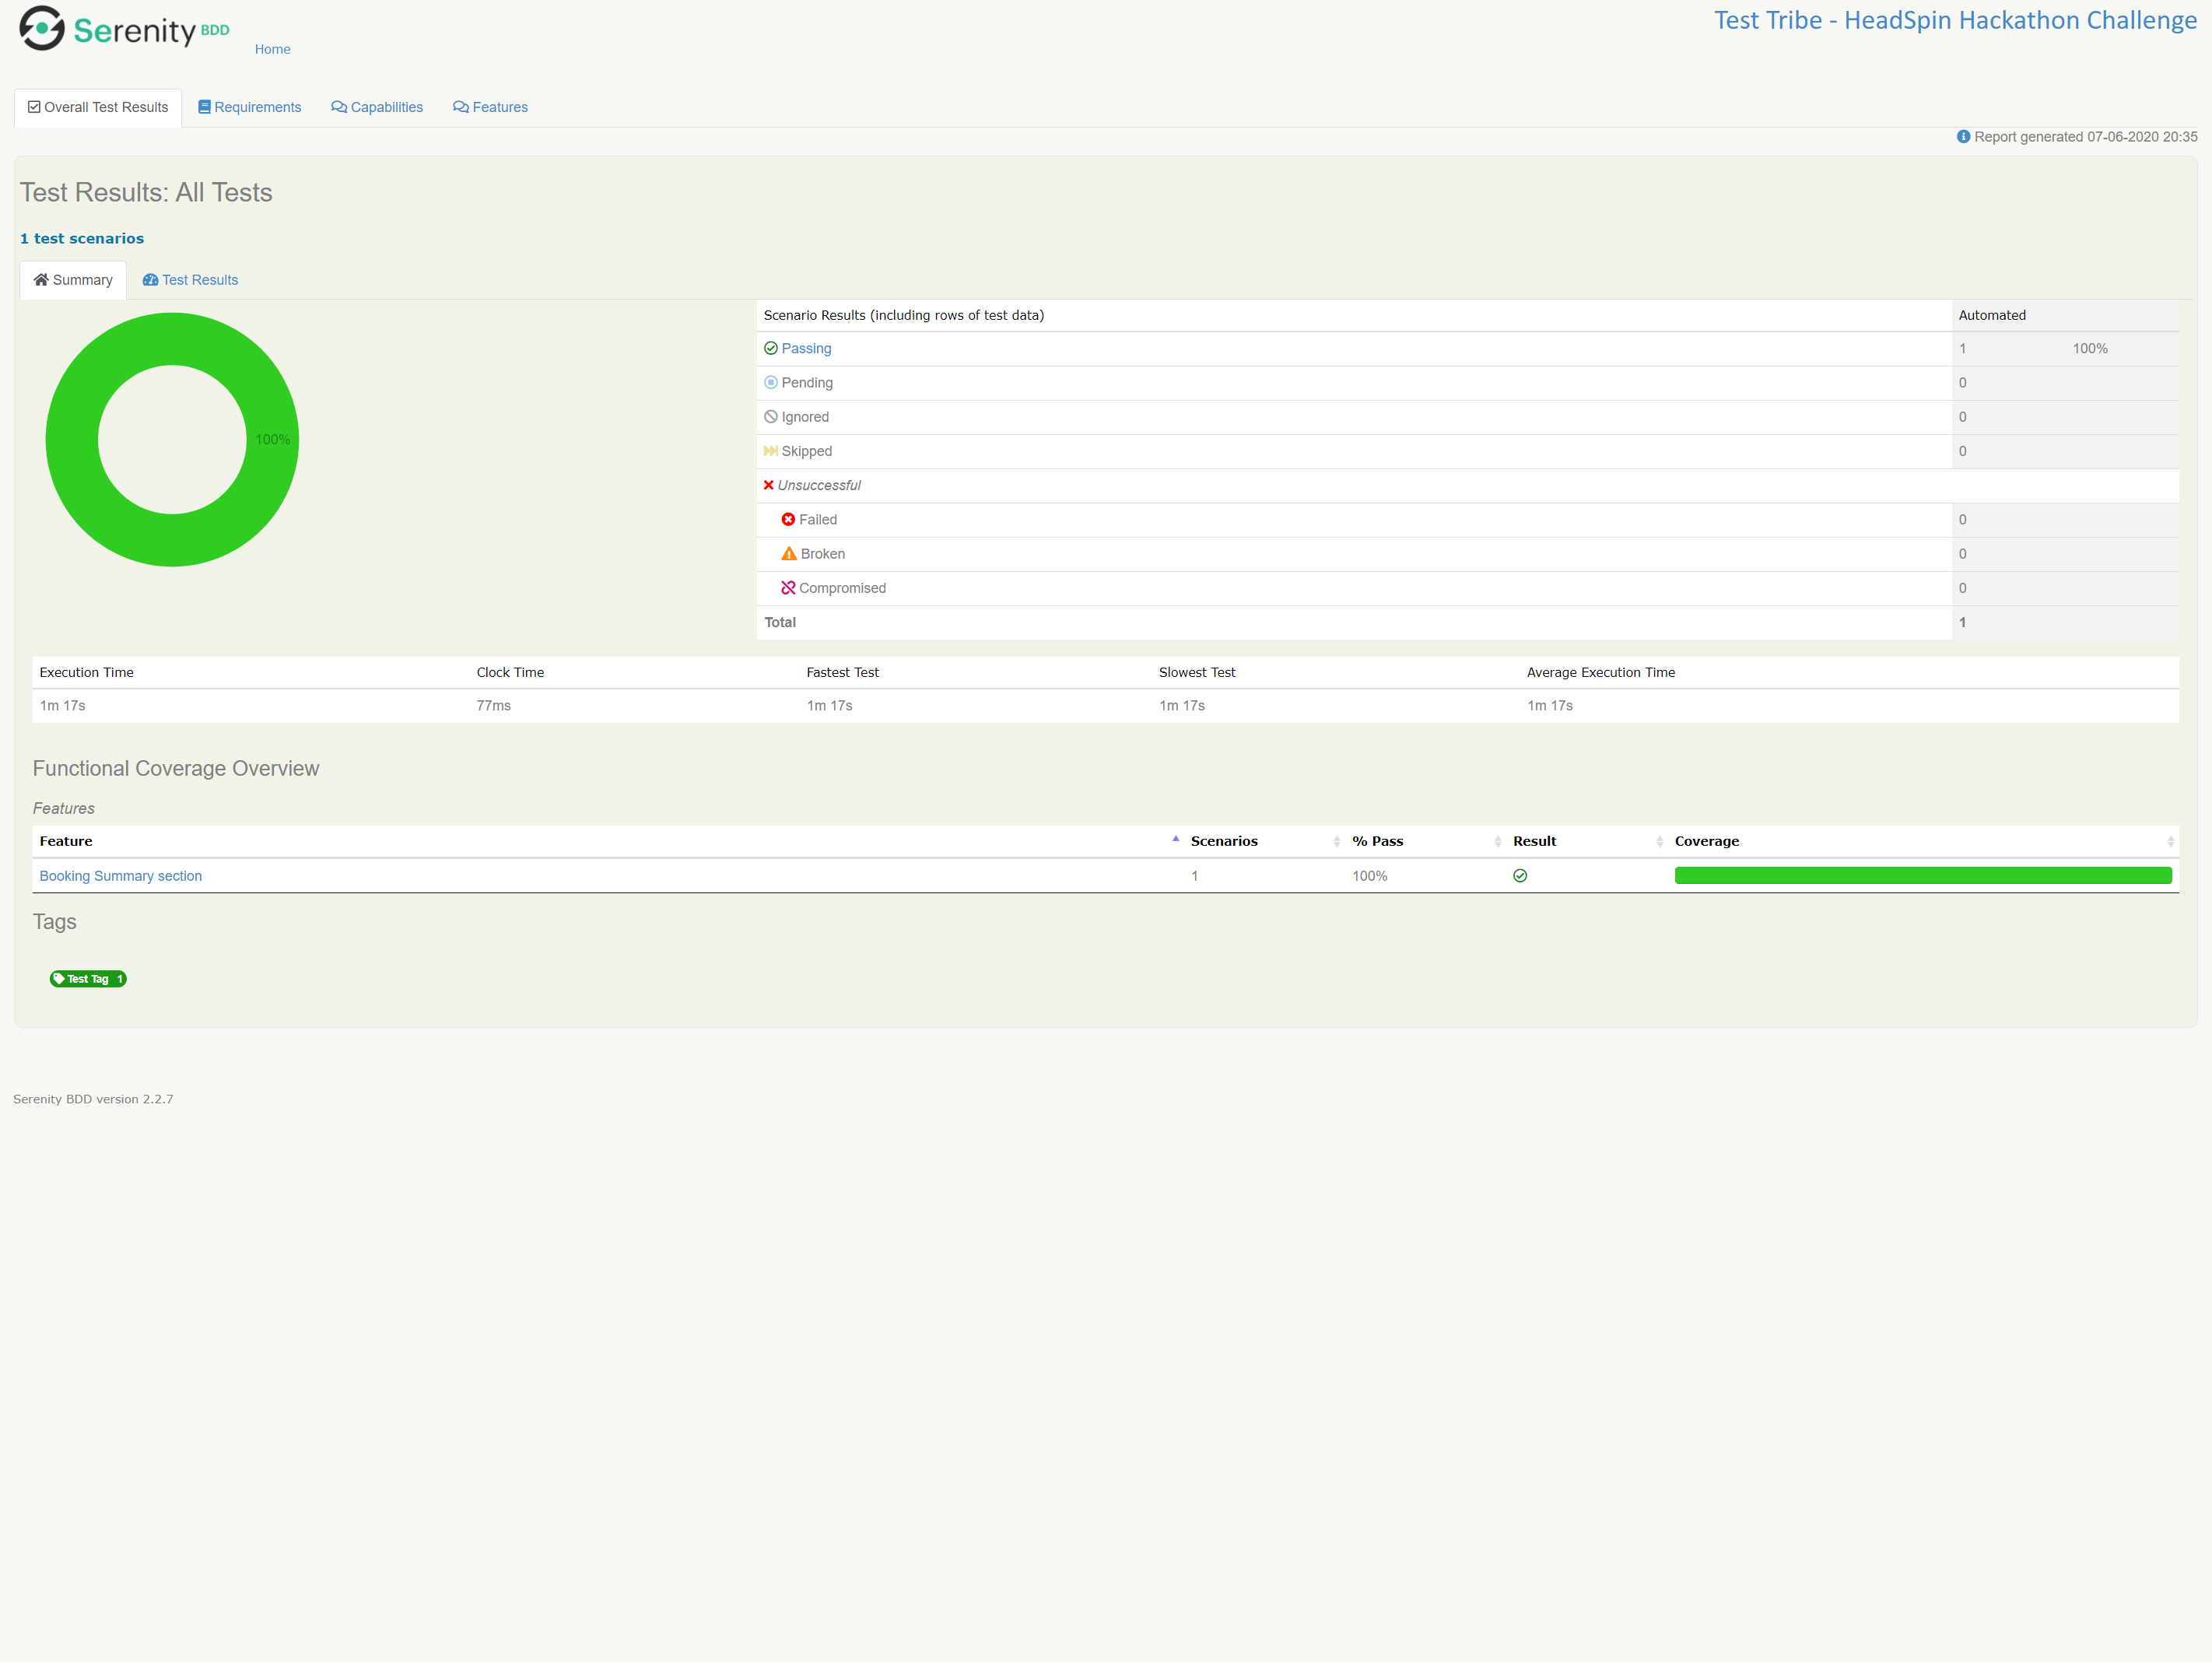 Serenity BDD
Home
Test Tribe - HeadSpin Hackathon Challenge
Overall Test Results
Requirements
Capabilities
Features
Report generated 07-06-2020 20:35
Test Results: All Tests
1 test scenarios
Summary
Test Results
100%
Scenario Results (including rows of test data) Automated
Passing 1 100%
Pending 0
Ignored 0
Skipped 0
Unsuccessful
Failed 0
Broken 0
Compromised 0
Total 1
Execution Time Clock Time Fastest Test Slowest Test Average Execution Time
1m 17s 77ms 1m 17s 1m 17s 1m 17s
Functional Coverage Overview
Features
Feature Scenarios % Pass Result Coverage
Booking Summary section 1 100%
Tags
Test Tag 1
Serenity BDD version 2.2.7